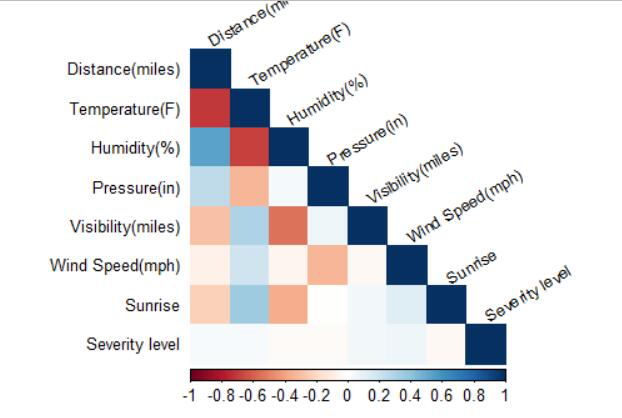 Distance(mi
Temperature(F)
Humidity(%)
Pressure(in)
Visibility(miles)
Wind Speed(mph)
Sunrise
Severity level
Distance(miles)
Temperature(F)
Humidity(%)
Pressure(in)
Visibility(miles)
Wind Speed(mph)
Sunrise
Severity level
-1 -0.8 -0.6 -0.4 -0.2 0 0.2 0.4 0.6 0.8 1